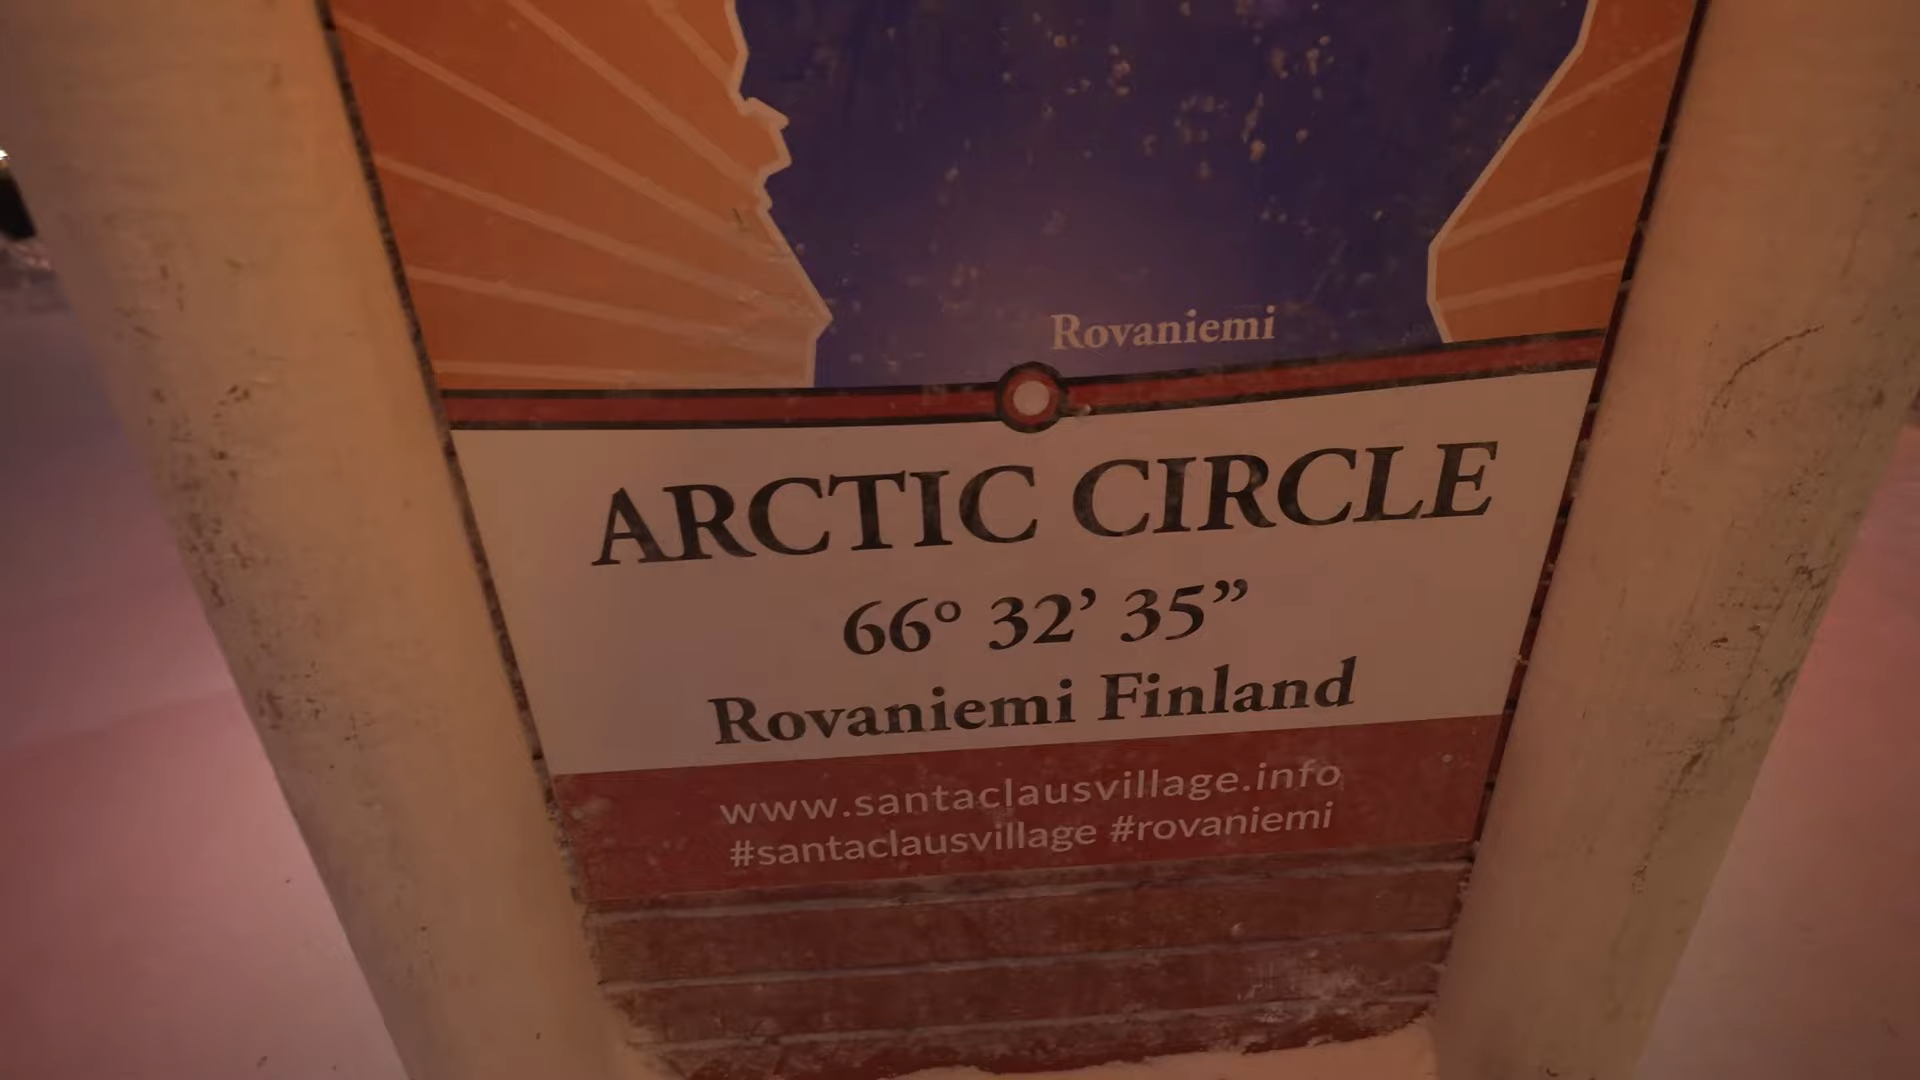 Rovaniemi
ARCTIC CIRCLE
66° 32’ 35”
Rovaniemi Finland
www.santaclausvillage.info
#santaclausvillage #rovaniemi